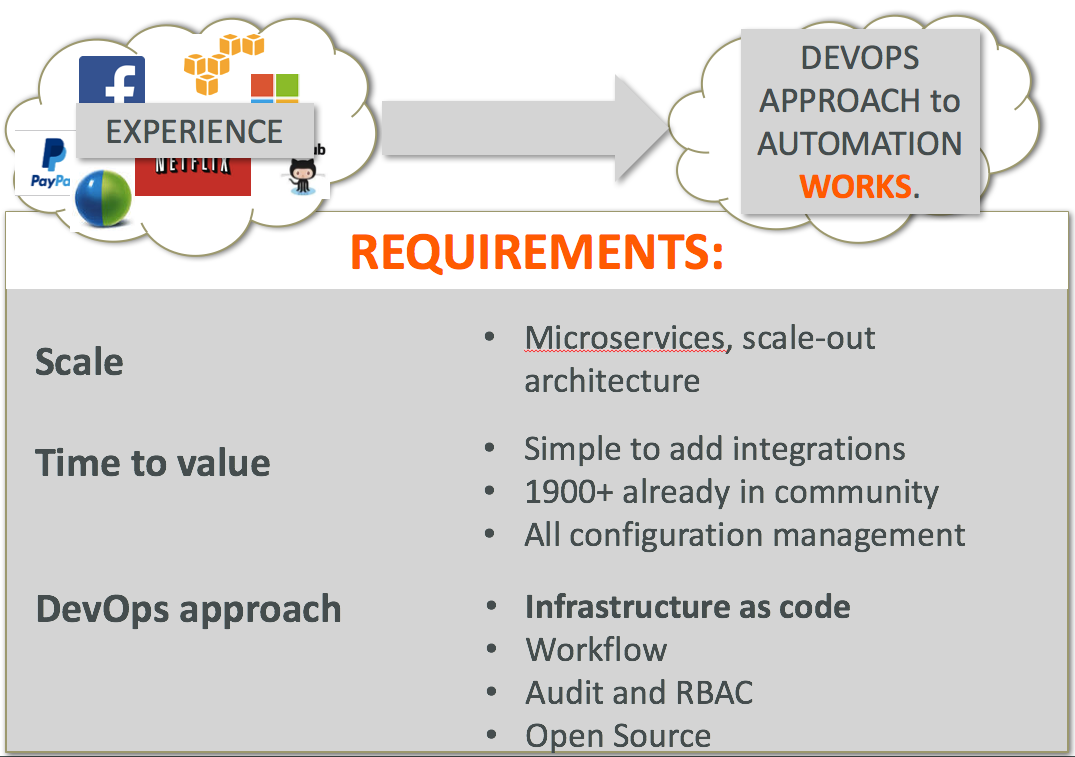 EXPERIENCE
PayPa
NETFLIX
ub
DEVOPS
APPROACH to
AUTOMATION
WORKS.
REQUIREMENTS:
Scale
• Microservices, scale-out
architecture
Time to value
• Simple to add integrations
• 1900+ already in community
• All configuration management
DevOps approach
• Infrastructure as code
• Workflow
• Audit and RBAC
• Open Source